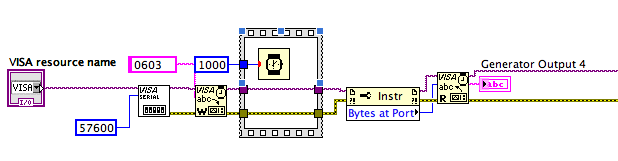 VISA resource name
VISA
I/O
0603
1000
57600
VISA
SERIAL
VISA
abc
W
Instr
Bytes at Port
VISA
abc
R
Generator Output 4
abc